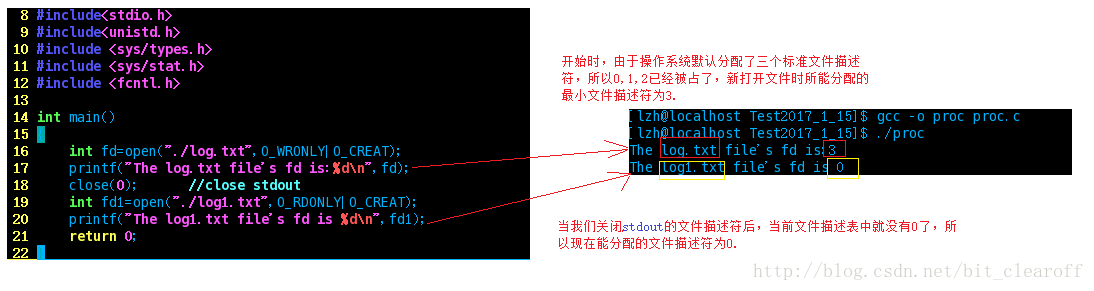 8 #include<stdio.h>
9 #include<unistd.h>
10 #include <sys/types.h>
11 #include <sys/stat.h>
12 #include <fcntl.h>
13
14 int main()
15 {
16 int fd=open("./log.txt",O_WRONLY|O_CREAT);
17 printf("The log.txt file's fd is:%d\n",fd);
18 close(0); //close stdout
19 int fd1=open("./log1.txt",O_RDONLY|O_CREAT);
20 printf("The log1.txt file's fd is %d\n",fd1);
21 return 0;
22
开始时，由于操作系统默认分配了三个标准文件描述
符，所以0,1,2已经被占了，新打开文件时所能分配的
最小文件描述符为3.
[lzh@localhost Test2017_1_15]$ gcc -o proc proc.c
[lzh@localhost Test2017_1_15]$ ./proc
The log.txt file's fd is:3
The log1.txt file's fd is 0
当我们关闭stdout的文件描述符后，当前文件描述表中就没有0了，所
以现在能分配的文件描述符为0.
http://blog.csdn.net/bit_clearoff